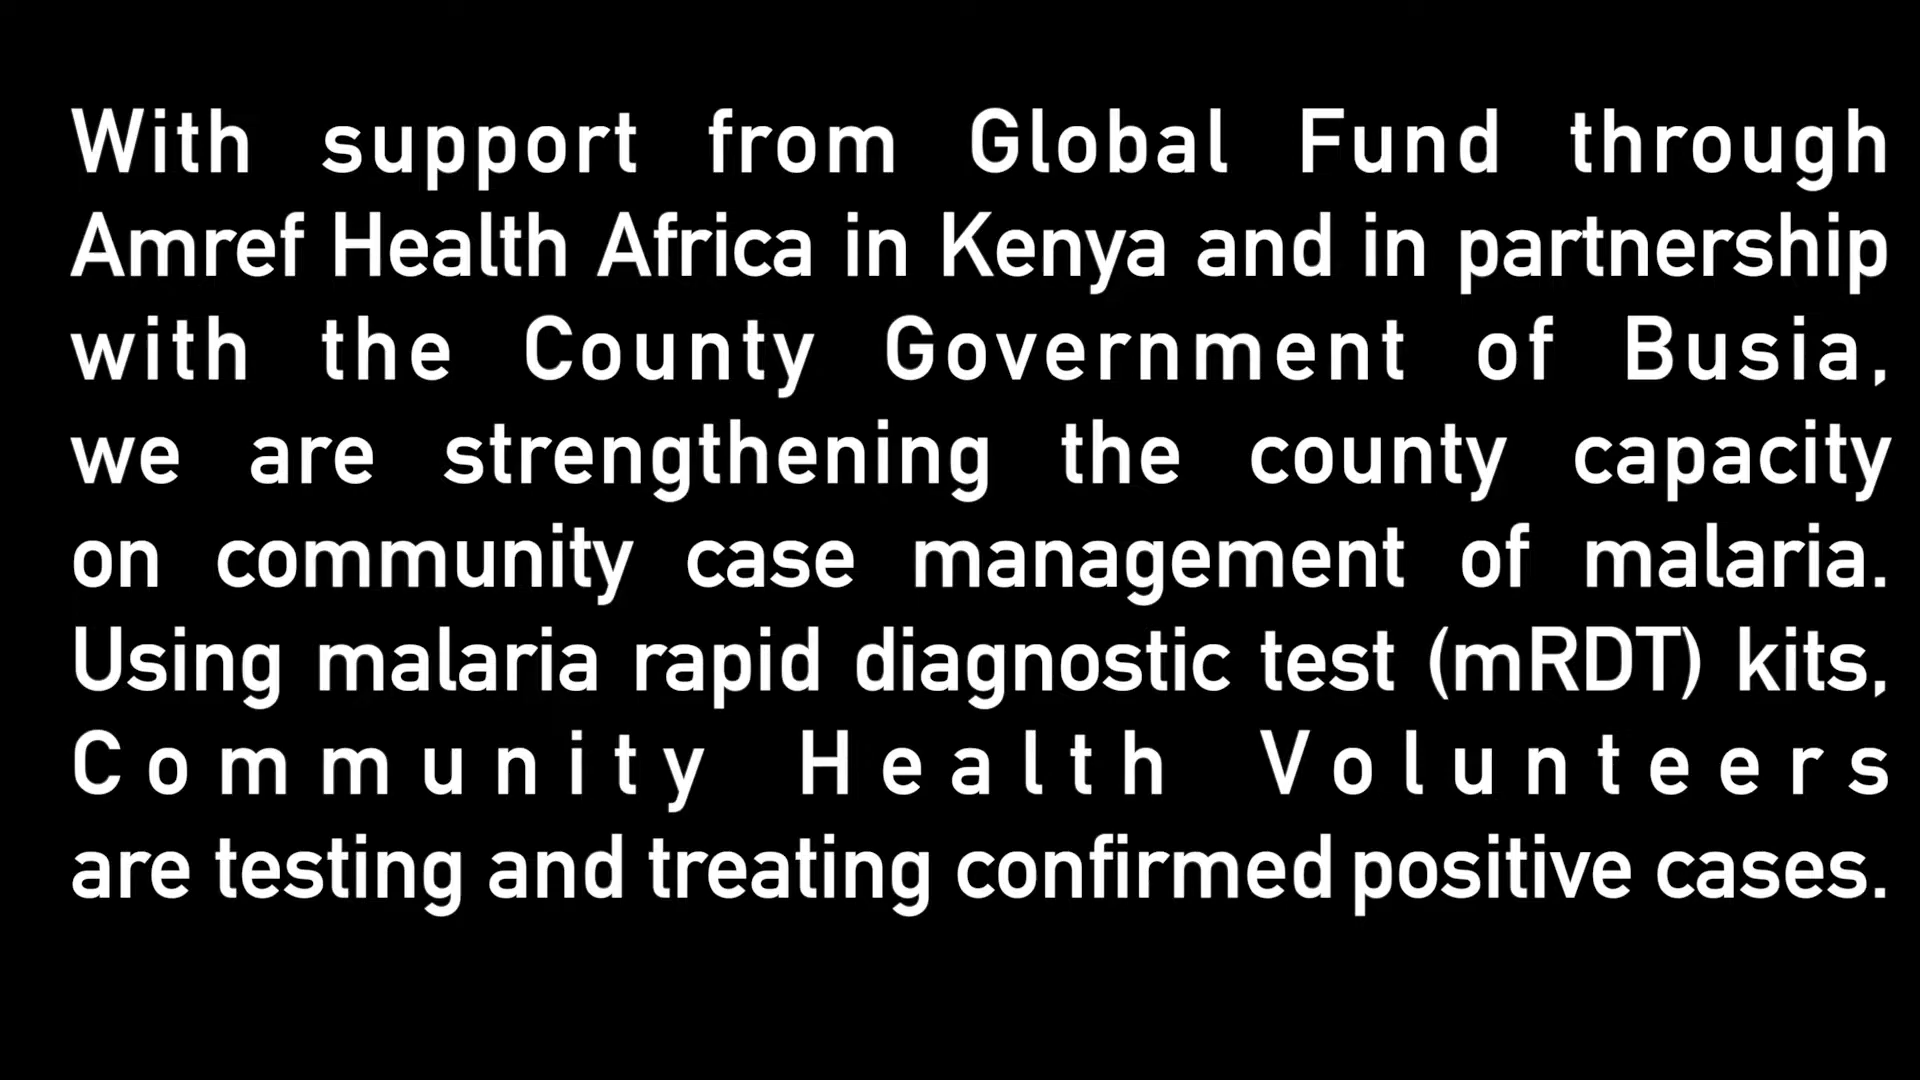 With support from Global Fund through
Amref Health Africa in Kenya and in partnership
with the County Government of Busia,
we are strengthening the county capacity
on community case management of malaria.
Using malaria rapid diagnostic test (mRDT) kits,
Community Health Volunteers
are testing and treating confirmed positive cases.